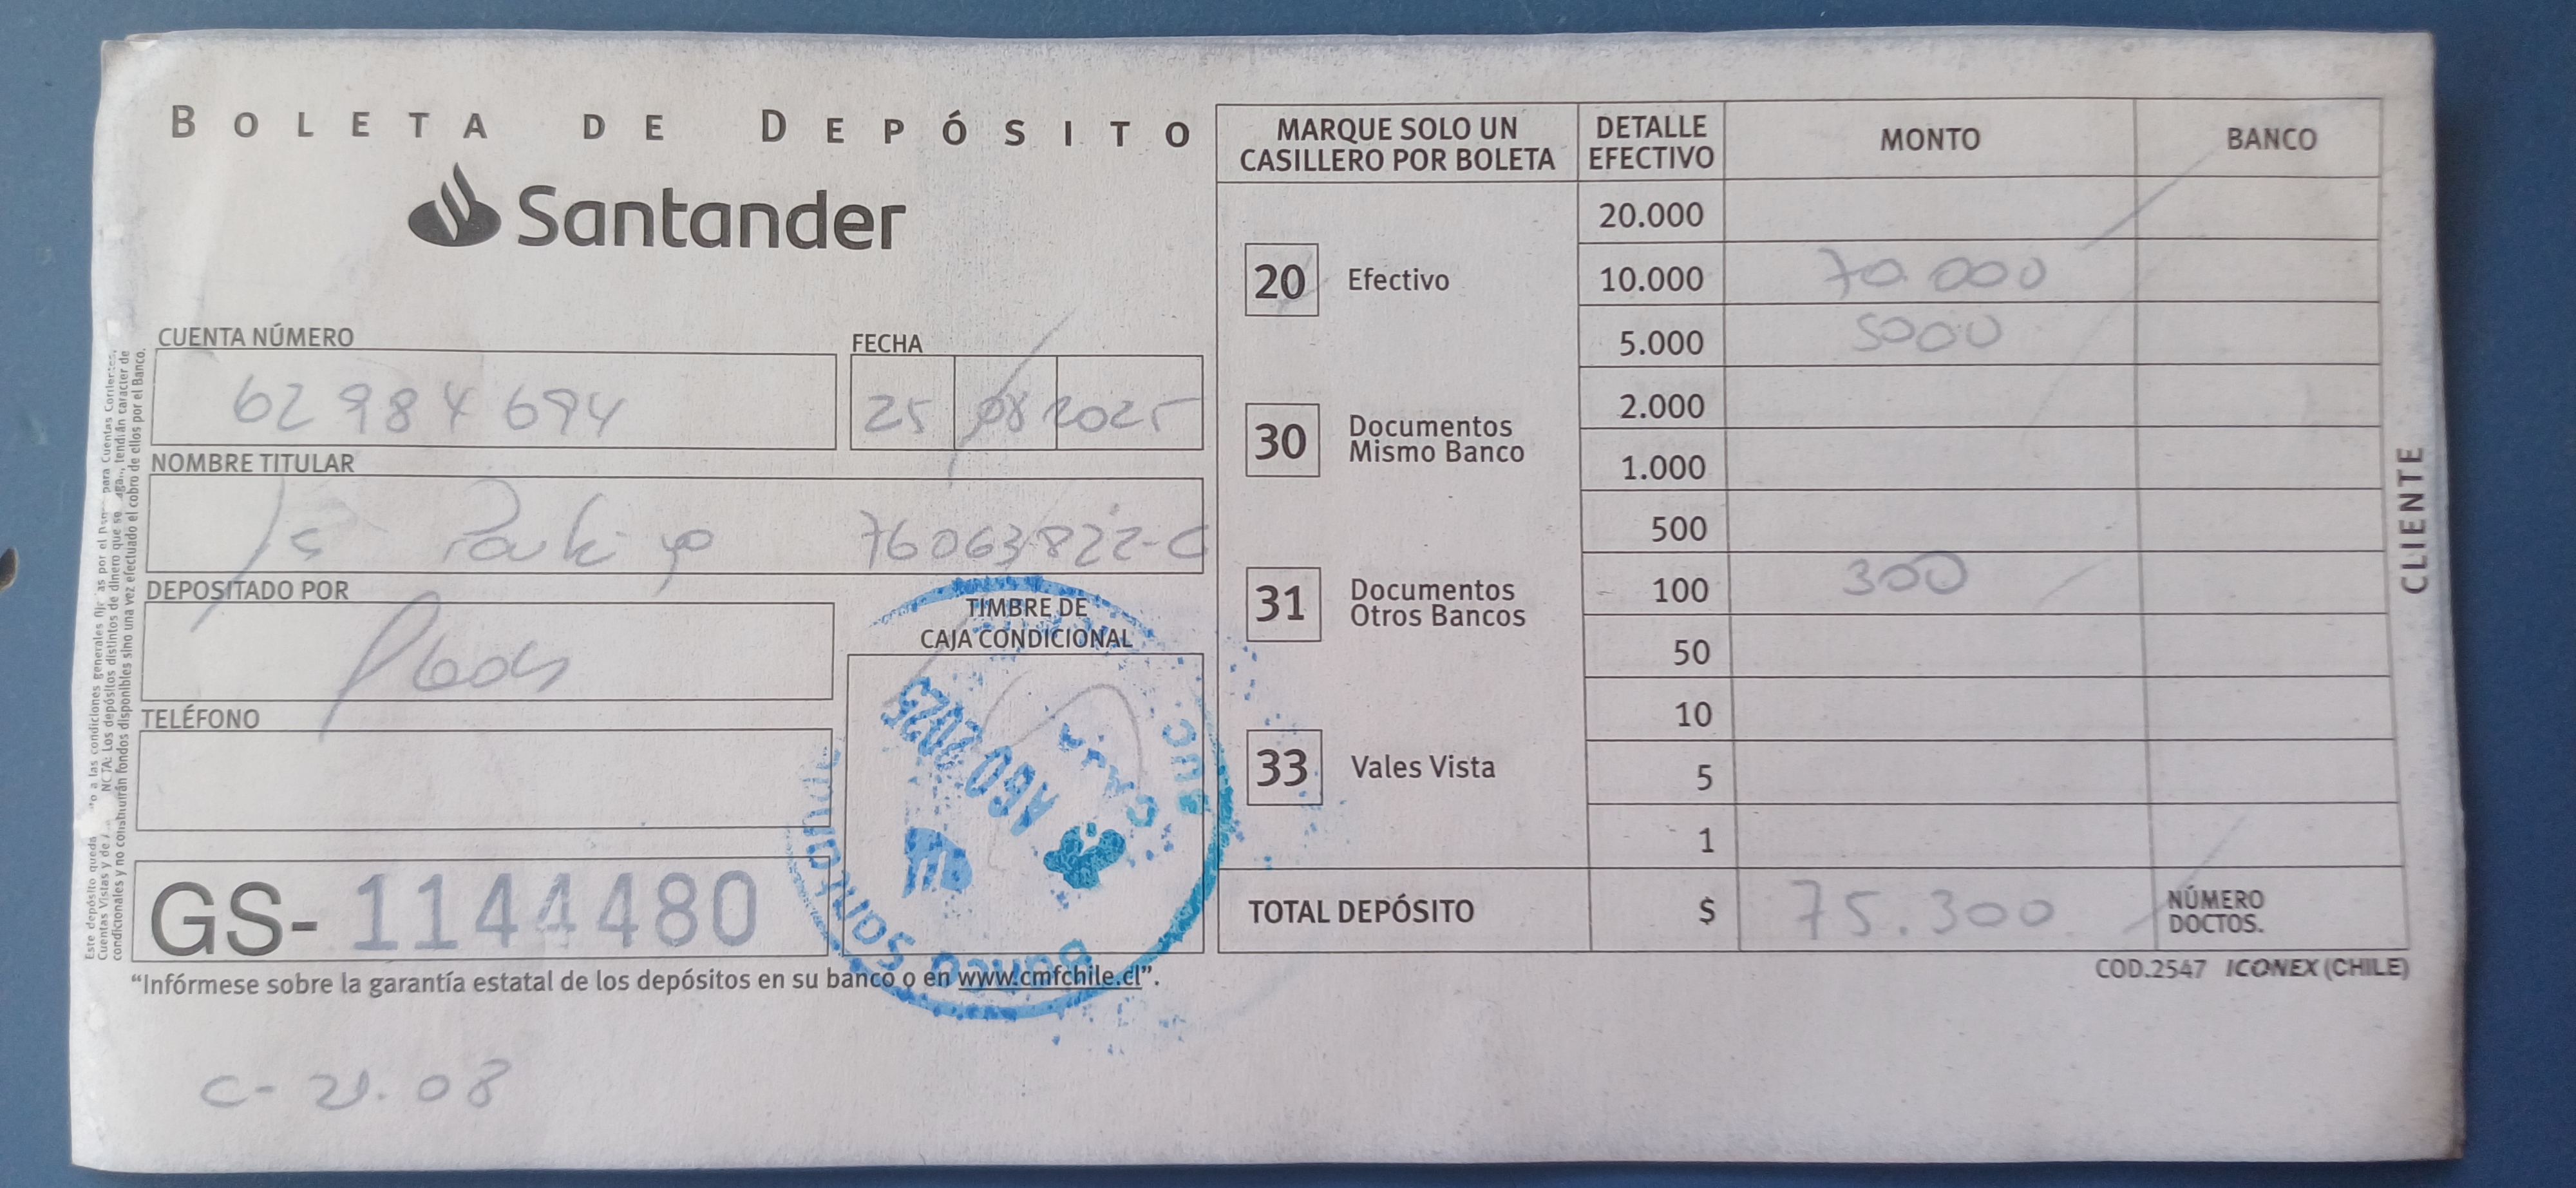 BOLETA DE DEPÓSITO
Santander
CUENTA NÚMERO
62984694
FECHA
25 08 2025
NOMBRE TITULAR
76063822-
DEPOSITADO POR
TELÉFONO
TIMBRE DE
CAJA CONDICIONAL
AGO 2025
CAJA
Banco Santander
GS-1144480
"Infórmese sobre la garantía estatal de los depósitos en su banco o en www.cmfchile.cl".
C- 21.08
MARQUE SOLO UN
CASILLERO POR BOLETA
20 Efectivo
30 Documentos
Mismo Banco
31 Documentos
Otros Bancos
33 Vales Vista
DETALLE
EFECTIVO MONTO BANCO
20.000
10.000 70.000
5.000 5000
2.000
1.000
500
100 300
50
10
5
1
TOTAL DEPÓSITO $ 75.300 NÚMERO
DOCTOS.
COD.2547 ICONEX (CHILE)
CLIENTE